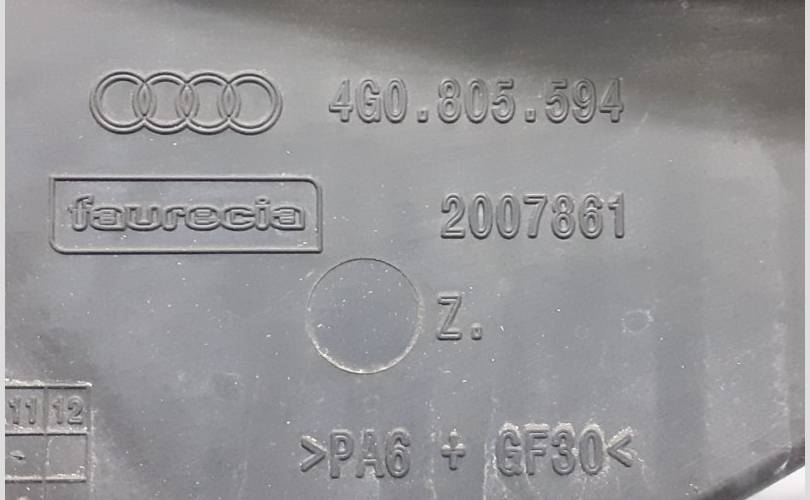 4G0.805.594
faurecia
2007861
Z.
11 12
>PA6 + GF30<